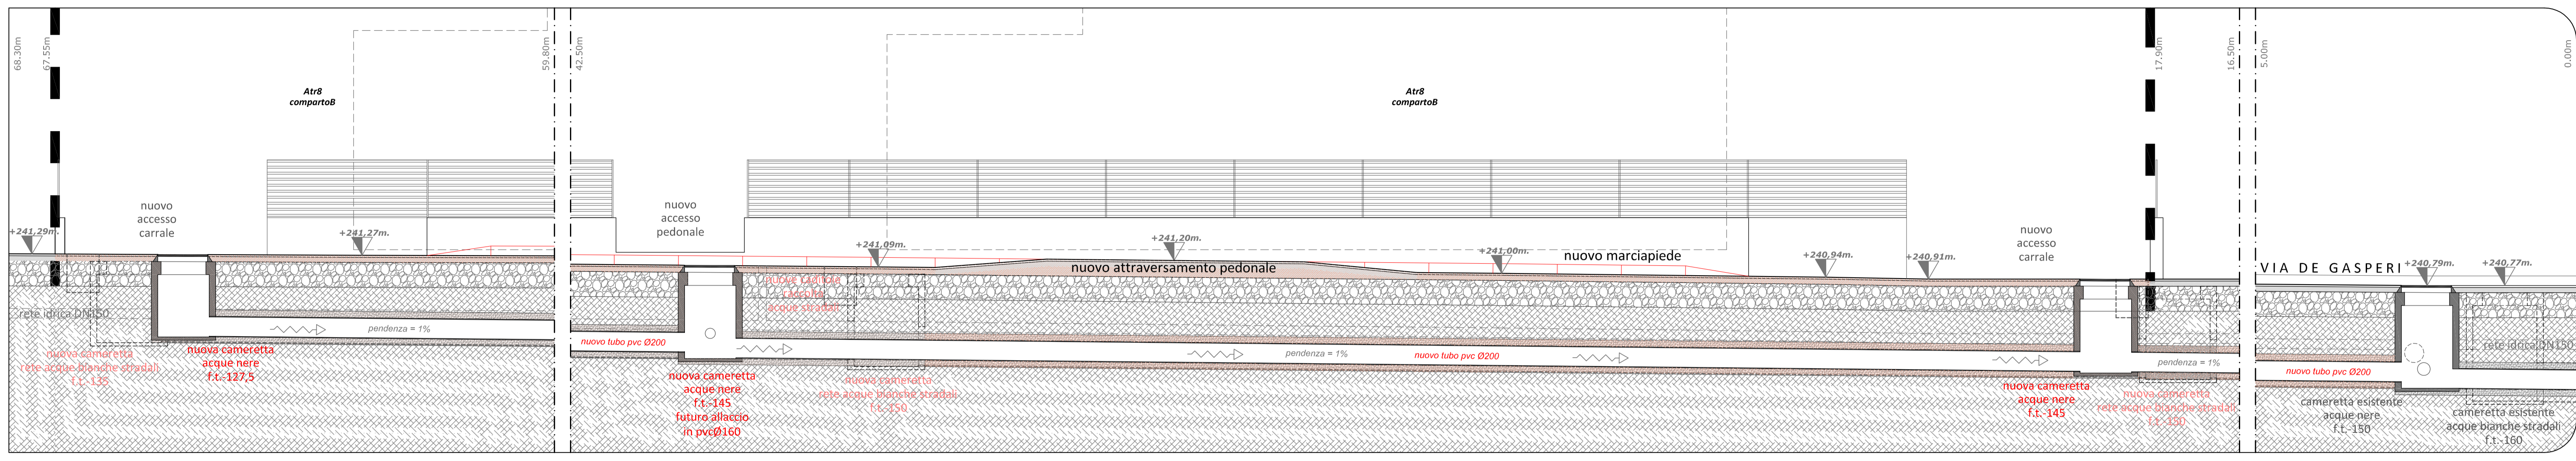 68.30m
67.55m
59.80m
42.50m
17.90m
16.50m
5.00m
0.00m
Atr8
compartoB
Atr8
compartoB
nuovo
accesso
carrale
nuovo
accesso
pedonale
nuovo
accesso
carrale
+241,29m.
+241,27m.
+241,09m.
+241,20m.
+241,00m.
+240,94m.
+240,91m.
+240,79m.
+240,77m.
nuovo attraversamento pedonale
nuovo marciapiede
VIA DE GASPERI
rete idrica DN150
nuove caditoie
raccolta
acque stradali
rete idrica DN150
pendenza = 1%
nuovo tubo pvc Ø200
pendenza = 1%
nuovo tubo pvc Ø200
pendenza = 1%
nuovo tubo pvc Ø200
nuova cameretta
rete acque bianche stradali
f.t.-135
nuova cameretta
acque nere
f.t.-127,5
nuova cameretta
acque nere
f.t.-145
futuro allaccio
in pvcØ160
nuova cameretta
rete acque bianche stradali
f.t.-150
nuova cameretta
acque nere
f.t.-145
nuova cameretta
rete acque bianche stradali
f.t.-150
cameretta esistente
acque nere
f.t.-150
cameretta esistente
acque bianche stradali
f.t.-160